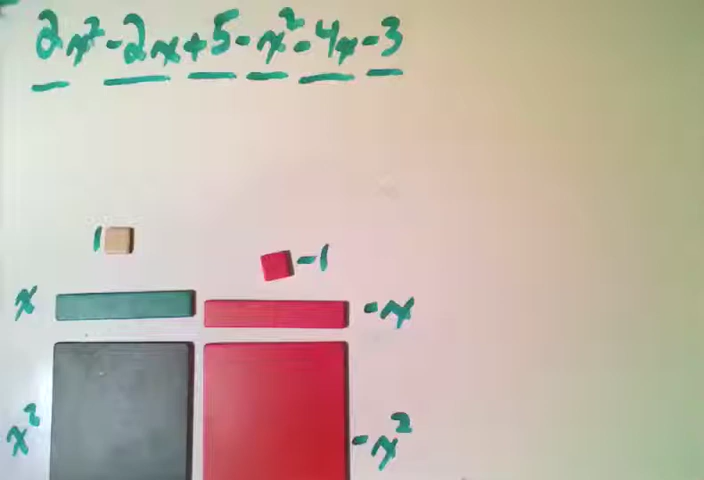 2x² - 2x + 5 - x² - 4x - 3
1
-1
x
-x
x²
-x²